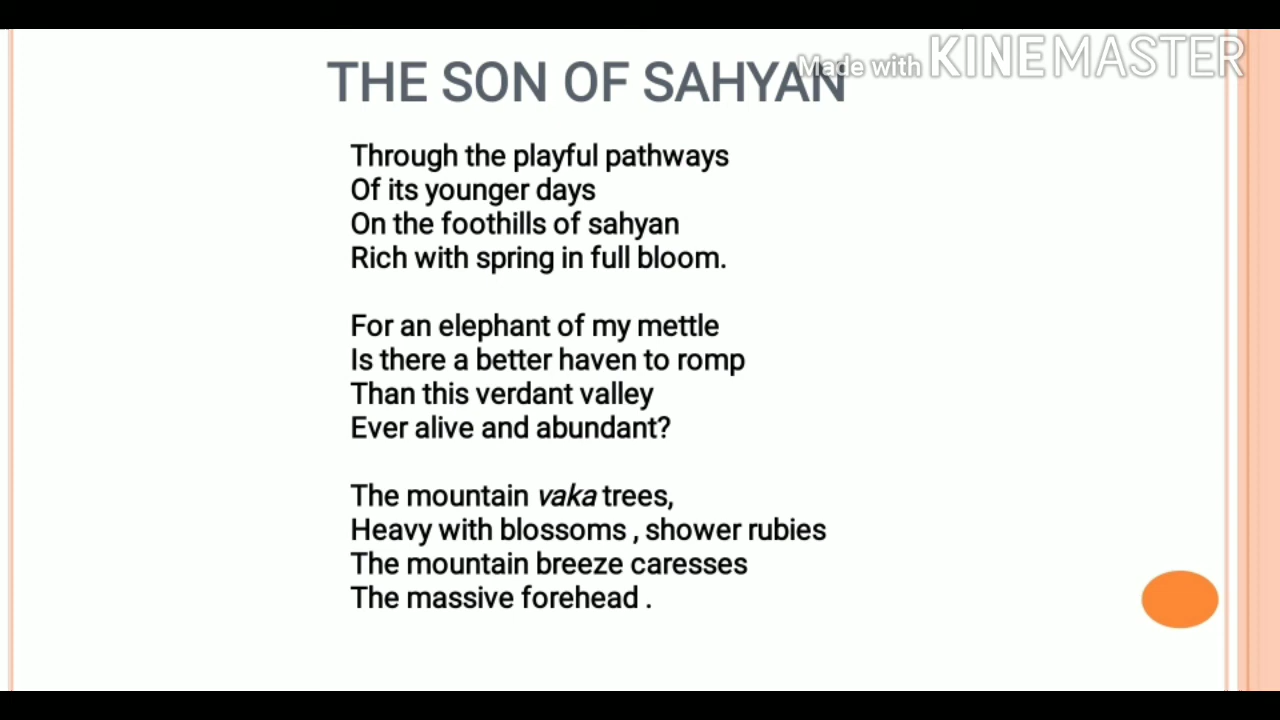 Made with KINEMASTER
THE SON OF SAHYAN
Through the playful pathways
Of its younger days
On the foothills of sahyan
Rich with spring in full bloom.
For an elephant of my mettle
Is there a better haven to romp
Than this verdant valley
Ever alive and abundant?
The mountain vaka trees,
Heavy with blossoms , shower rubies
The mountain breeze caresses
The massive forehead .